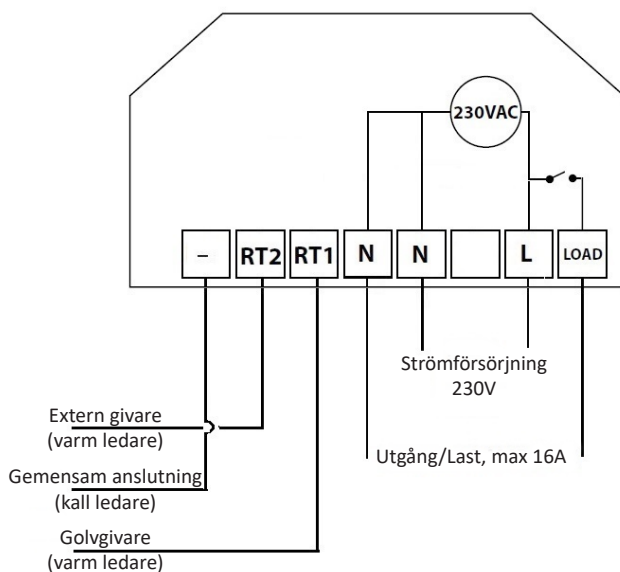 230VAC
– RT2 RT1 N N L LOAD
Strömförsörjning
230V
Extern givare
(varm ledare)
Utgång/Last, max 16A
Gemensam anslutning
(kall ledare)
Golvgivare
(varm ledare)